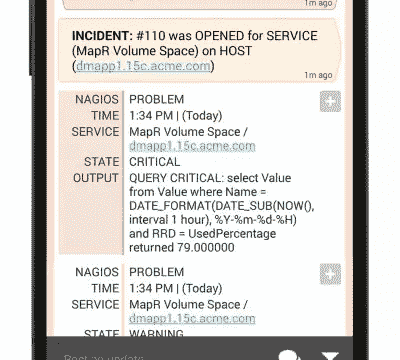 1m ago
INCIDENT: #110 was OPENED for SERVICE
(MapR Volume Space) on HOST
(dmapp1.15c.acme.com)
1m ago
NAGIOS PROBLEM
TIME 1:34 PM | (Today)
SERVICE MapR Volume Space /
dmapp1.15c.acme.com
STATE CRITICAL
OUTPUT QUERY CRITICAL: select Value
from Value where Name =
DATE_FORMAT(DATE_SUB(NOW(),
interval 1 hour), %Y-%m-%d-%H)
and RRD = UsedPercentage
returned 79.000000
NAGIOS PROBLEM
TIME 1:34 PM | (Today)
SERVICE MapR Volume Space /
dmapp1.15c.acme.com
STATE WARNING
Post an update